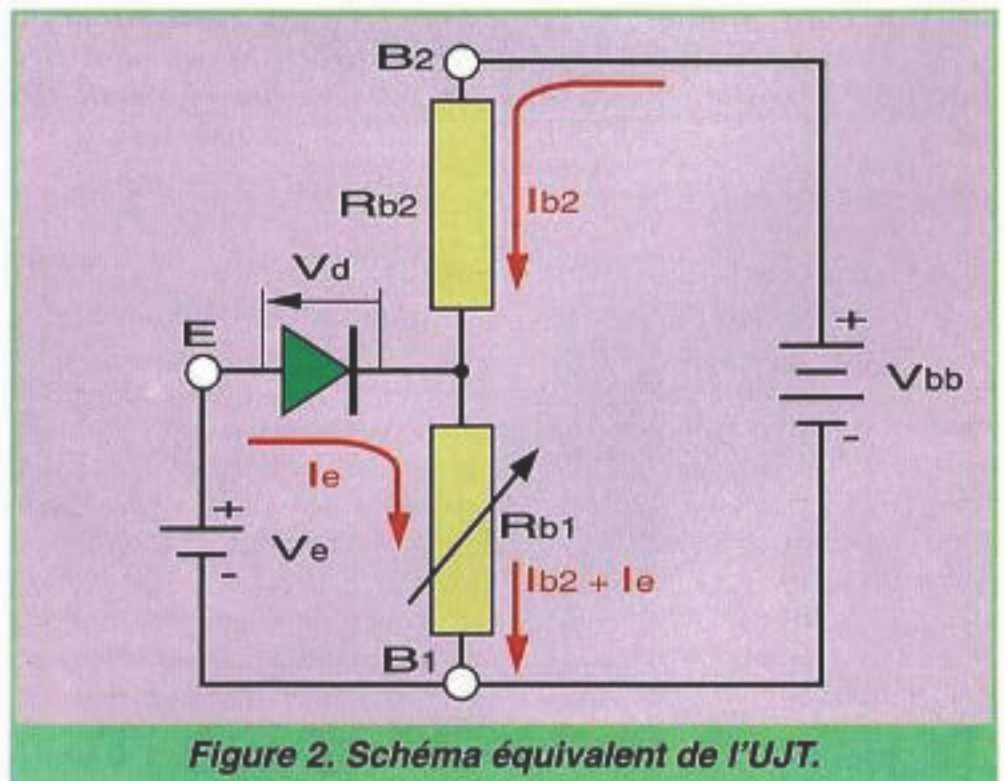 B2
Rb2
Ib2
Vd
E
+
Vbb
-
Ie
+
Ve
-
Rb1
Ib2 + Ie
B1
Figure 2. Schéma équivalent de l'UJT.